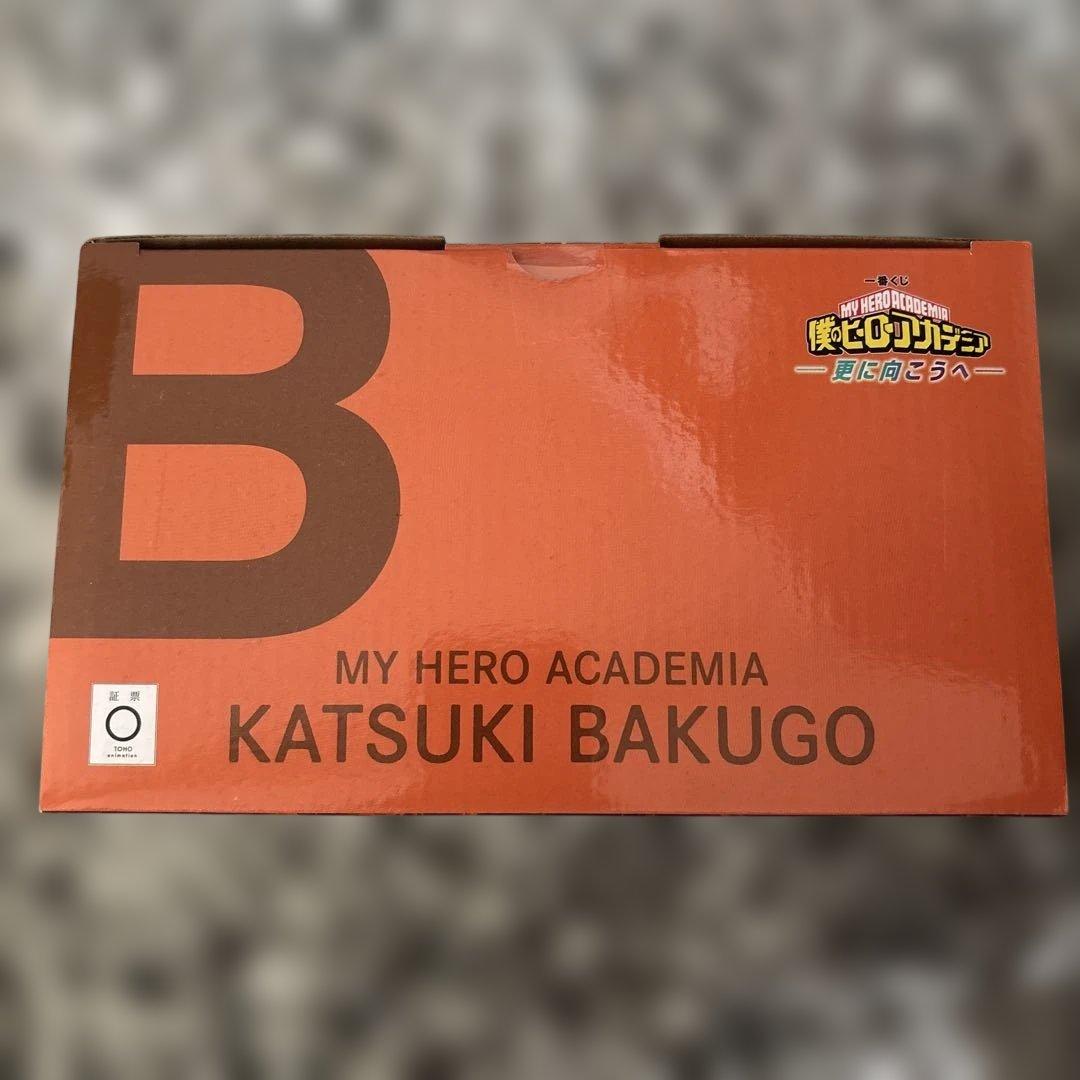 B
一番くじ
MY HERO ACADEMIA
僕のヒーローアカデミア
更に向こうへ
MY HERO ACADEMIA
KATSUKI BAKUGO
証 票
TOHO
animation